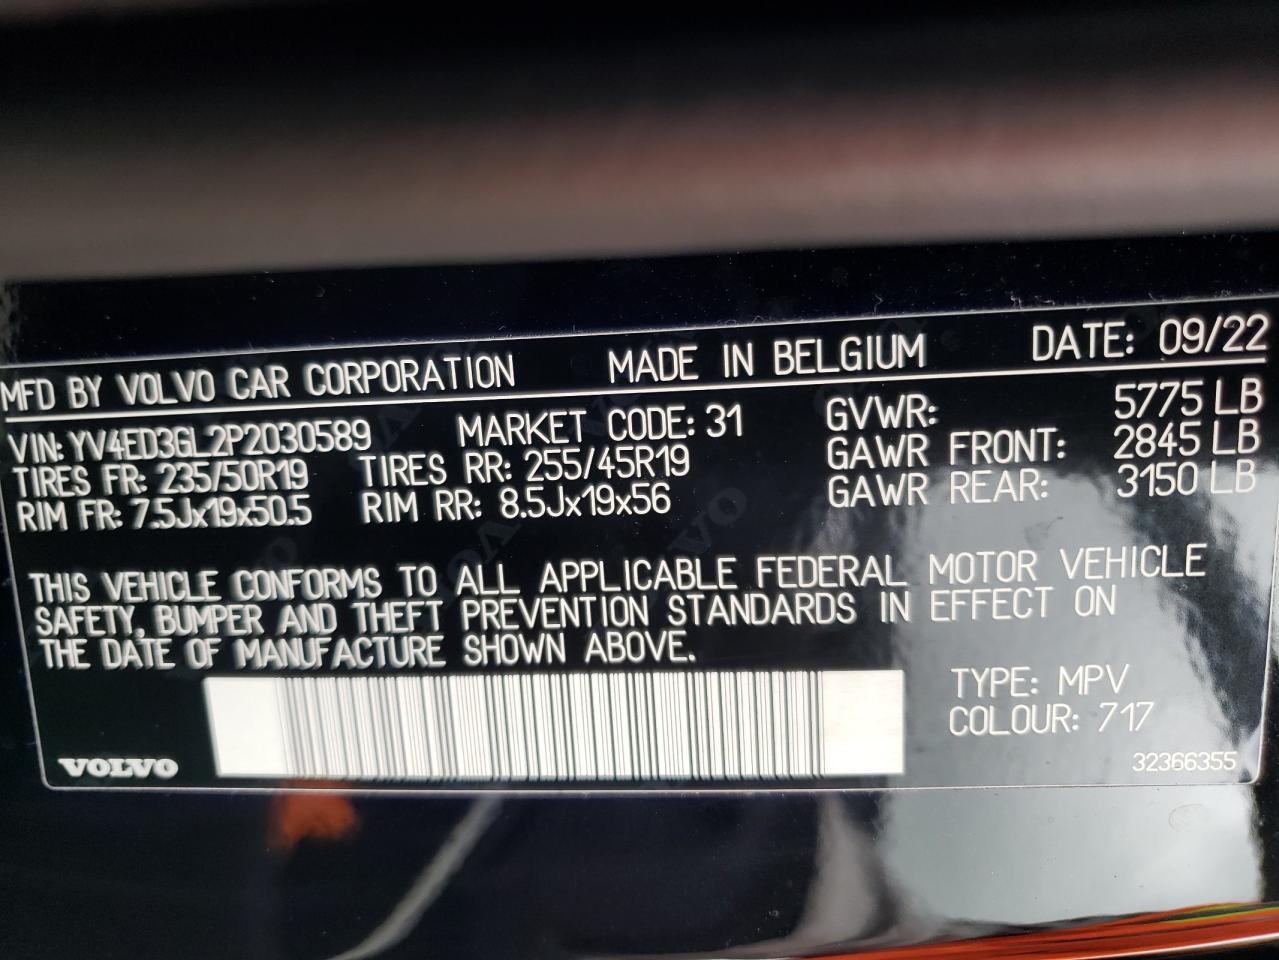 MFD BY VOLVO CAR CORPORATION MADE IN BELGIUM DATE: 09/22
VIN: YV4ED3GL2P2030589 MARKET CODE: 31 GVWR: 5775 LB
TIRES FR: 235/50R19 TIRES RR: 255/45R19 GAWR FRONT: 2845 LB
RIM FR: 7.5Jx19x50.5 RIM RR: 8.5Jx19x56 GAWR REAR: 3150 LB
THIS VEHICLE CONFORMS TO ALL APPLICABLE FEDERAL MOTOR VEHICLE
SAFETY, BUMPER AND THEFT PREVENTION STANDARDS IN EFFECT ON
THE DATE OF MANUFACTURE SHOWN ABOVE.
TYPE: MPV
COLOUR: 717
VOLVO 32366355